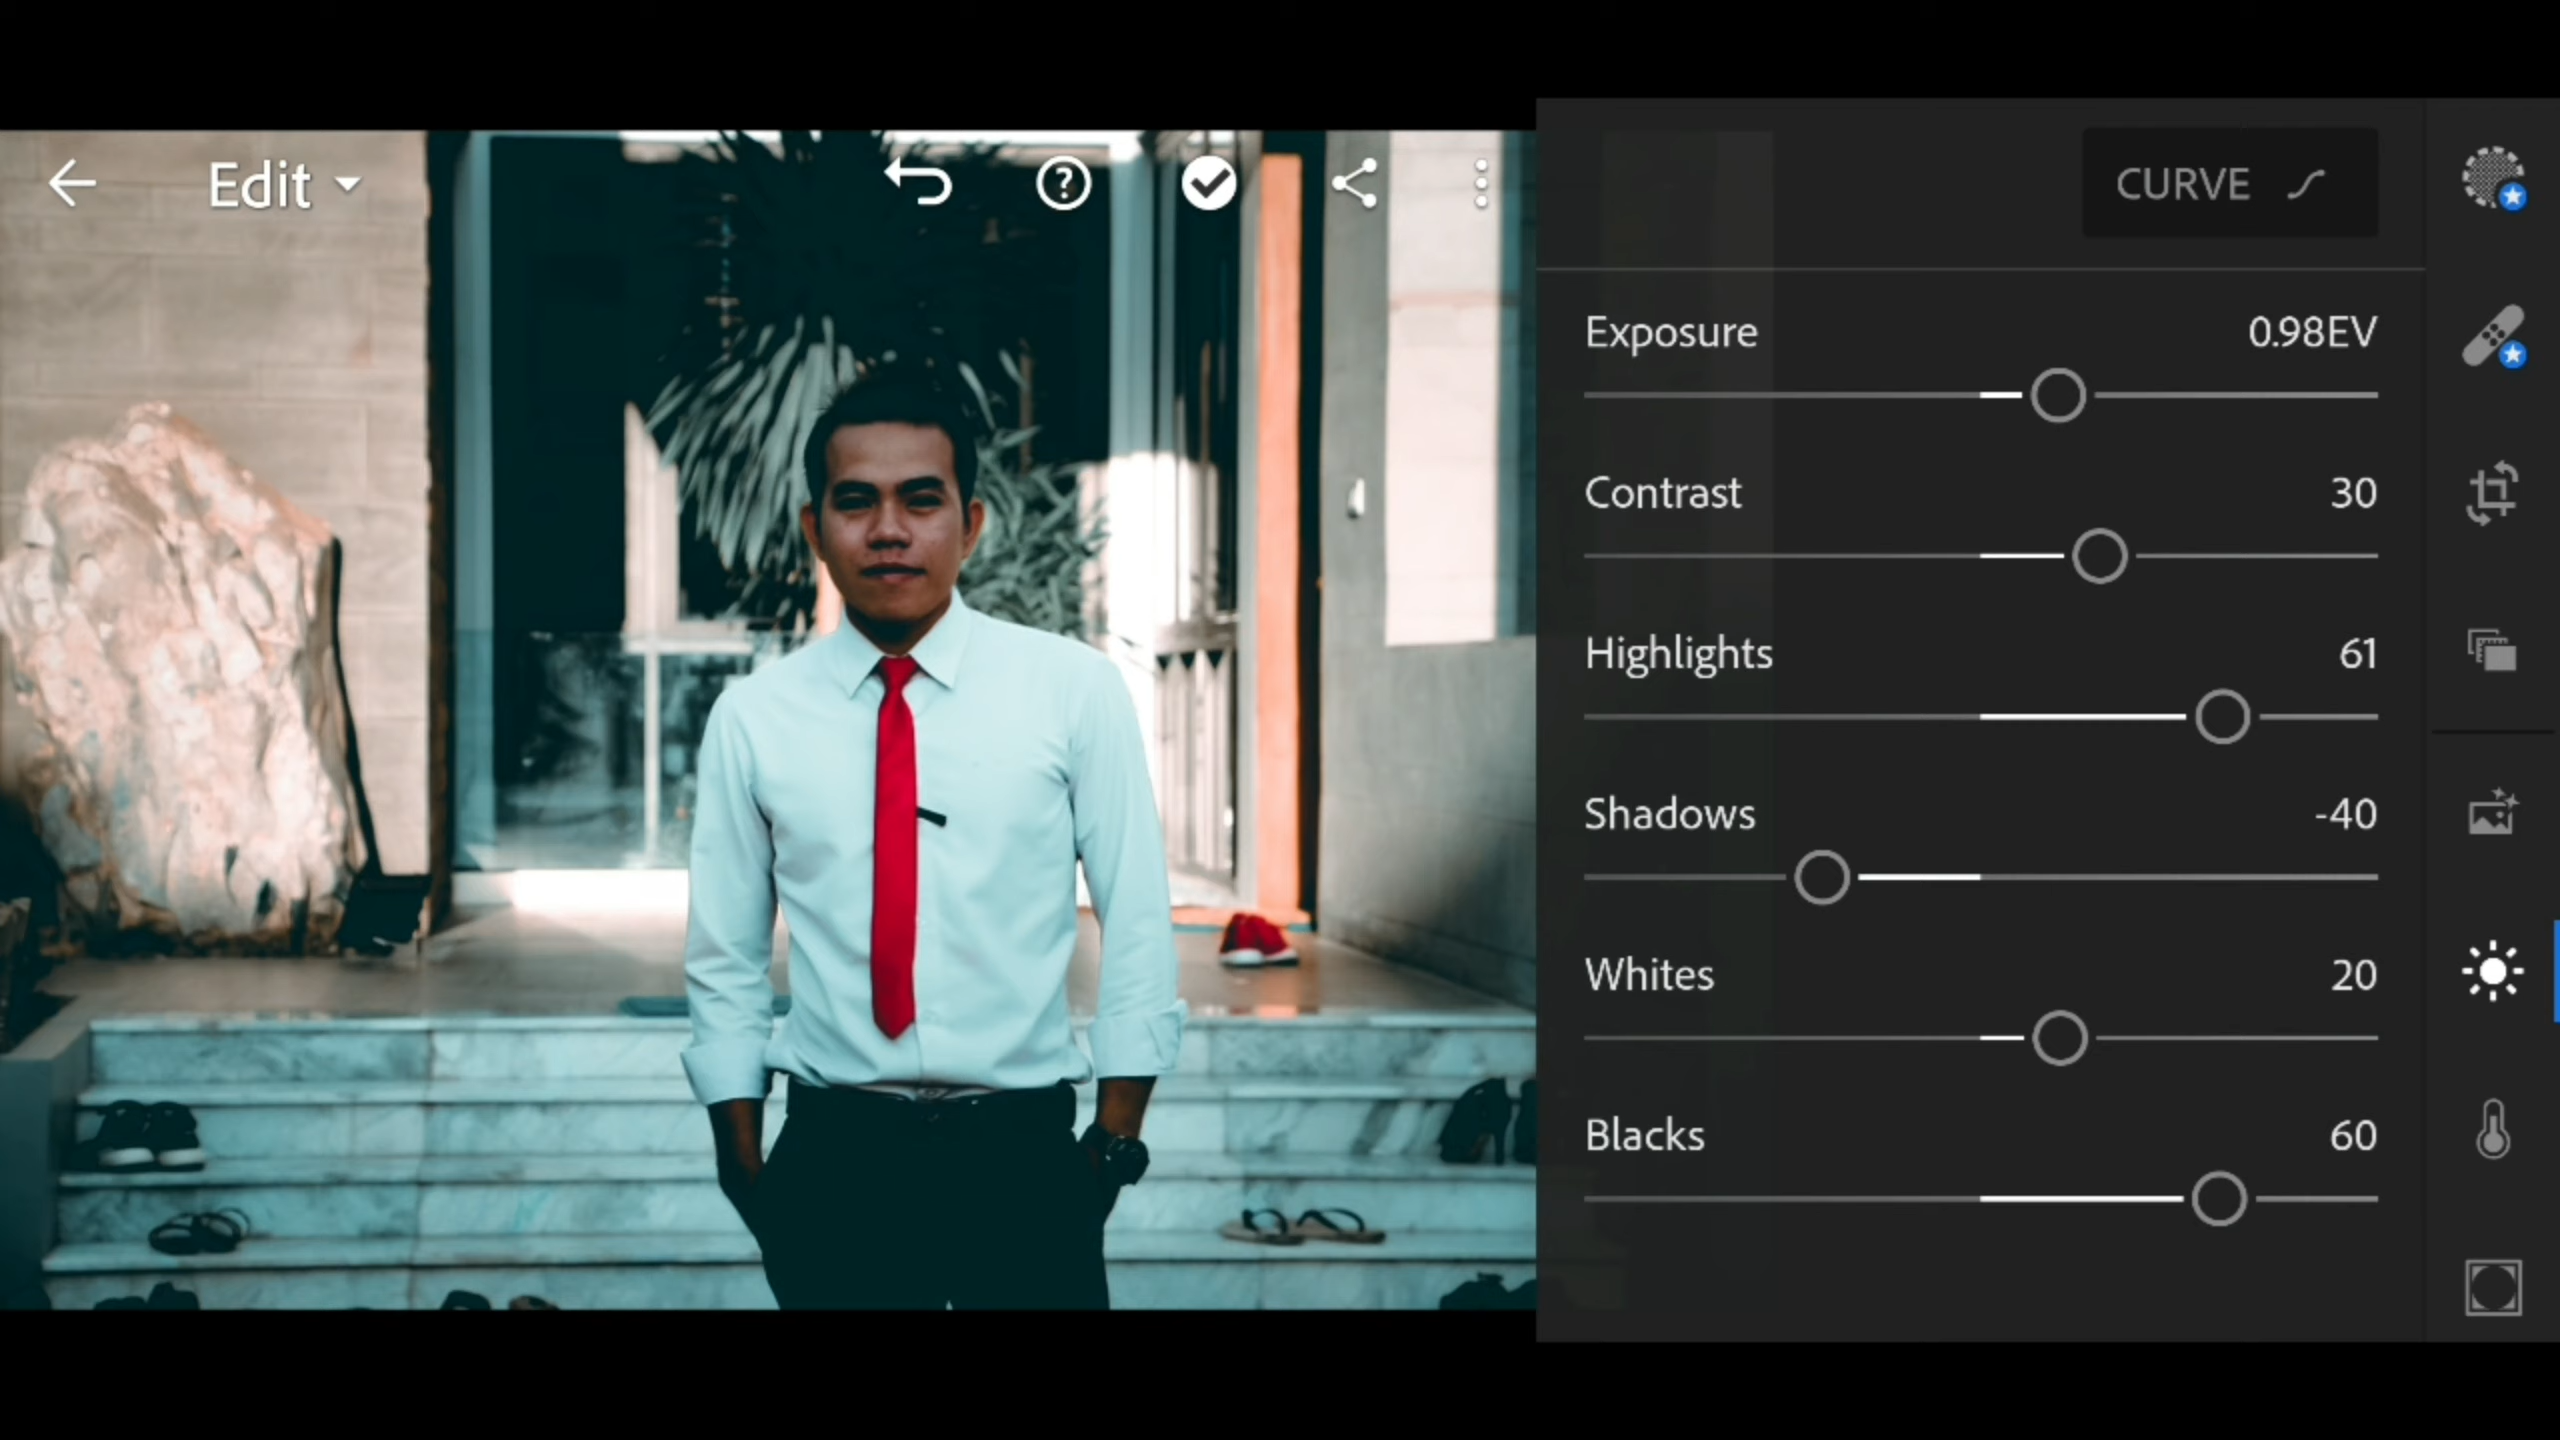 Edit
CURVE
Exposure 0.98EV
Contrast 30
Highlights 61
Shadows -40
Whites 20
Blacks 60